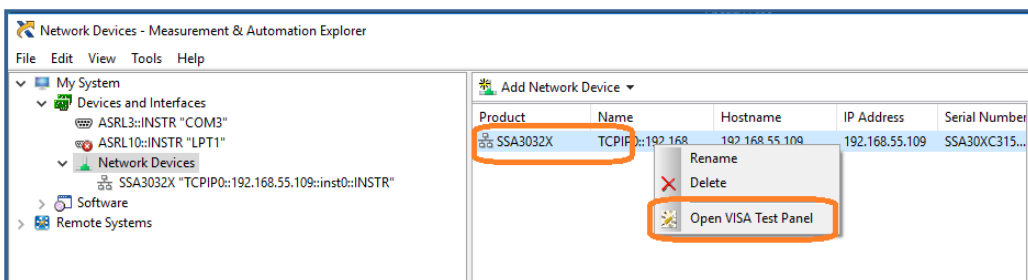 Network Devices - Measurement & Automation Explorer
File Edit View Tools Help
My System
Devices and Interfaces
ASRL3::INSTR "COM3"
ASRL10::INSTR "LPT1"
Network Devices
SSA3032X "TCPIP0::192.168.55.109::inst0::INSTR"
Software
Remote Systems
Add Network Device
Product Name Hostname IP Address Serial Number
SSA3032X TCPIP0::192.168 192.168.55.109 192.168.55.109 SSA30XC315...
Rename
Delete
Open VISA Test Panel